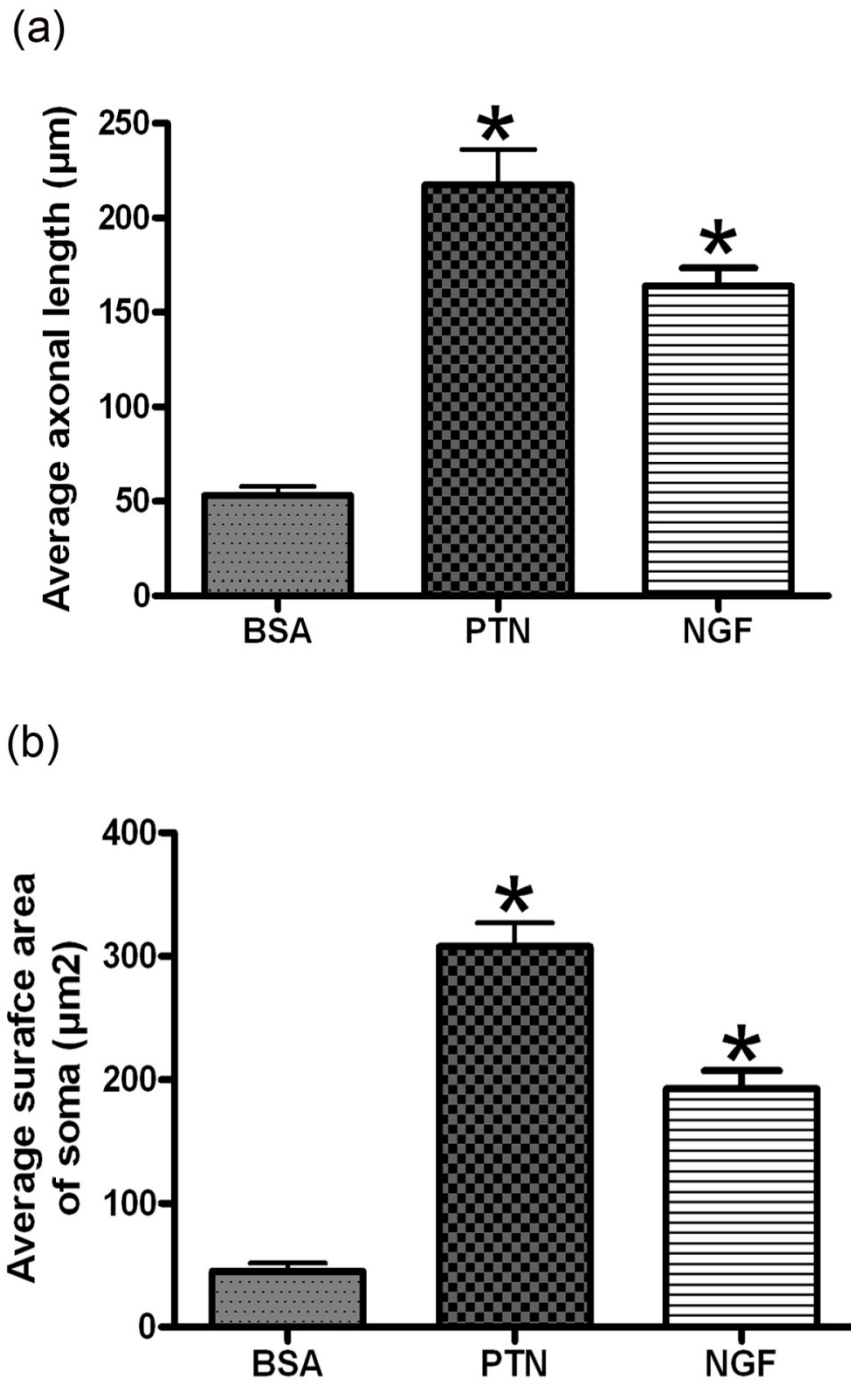 (a)
Average axonal length (µm)
250
200
150
100
50
0
*
*
BSA PTN NGF
(b)
Average surafce area
of soma (µm2)
400
300
200
100
0
*
*
BSA PTN NGF